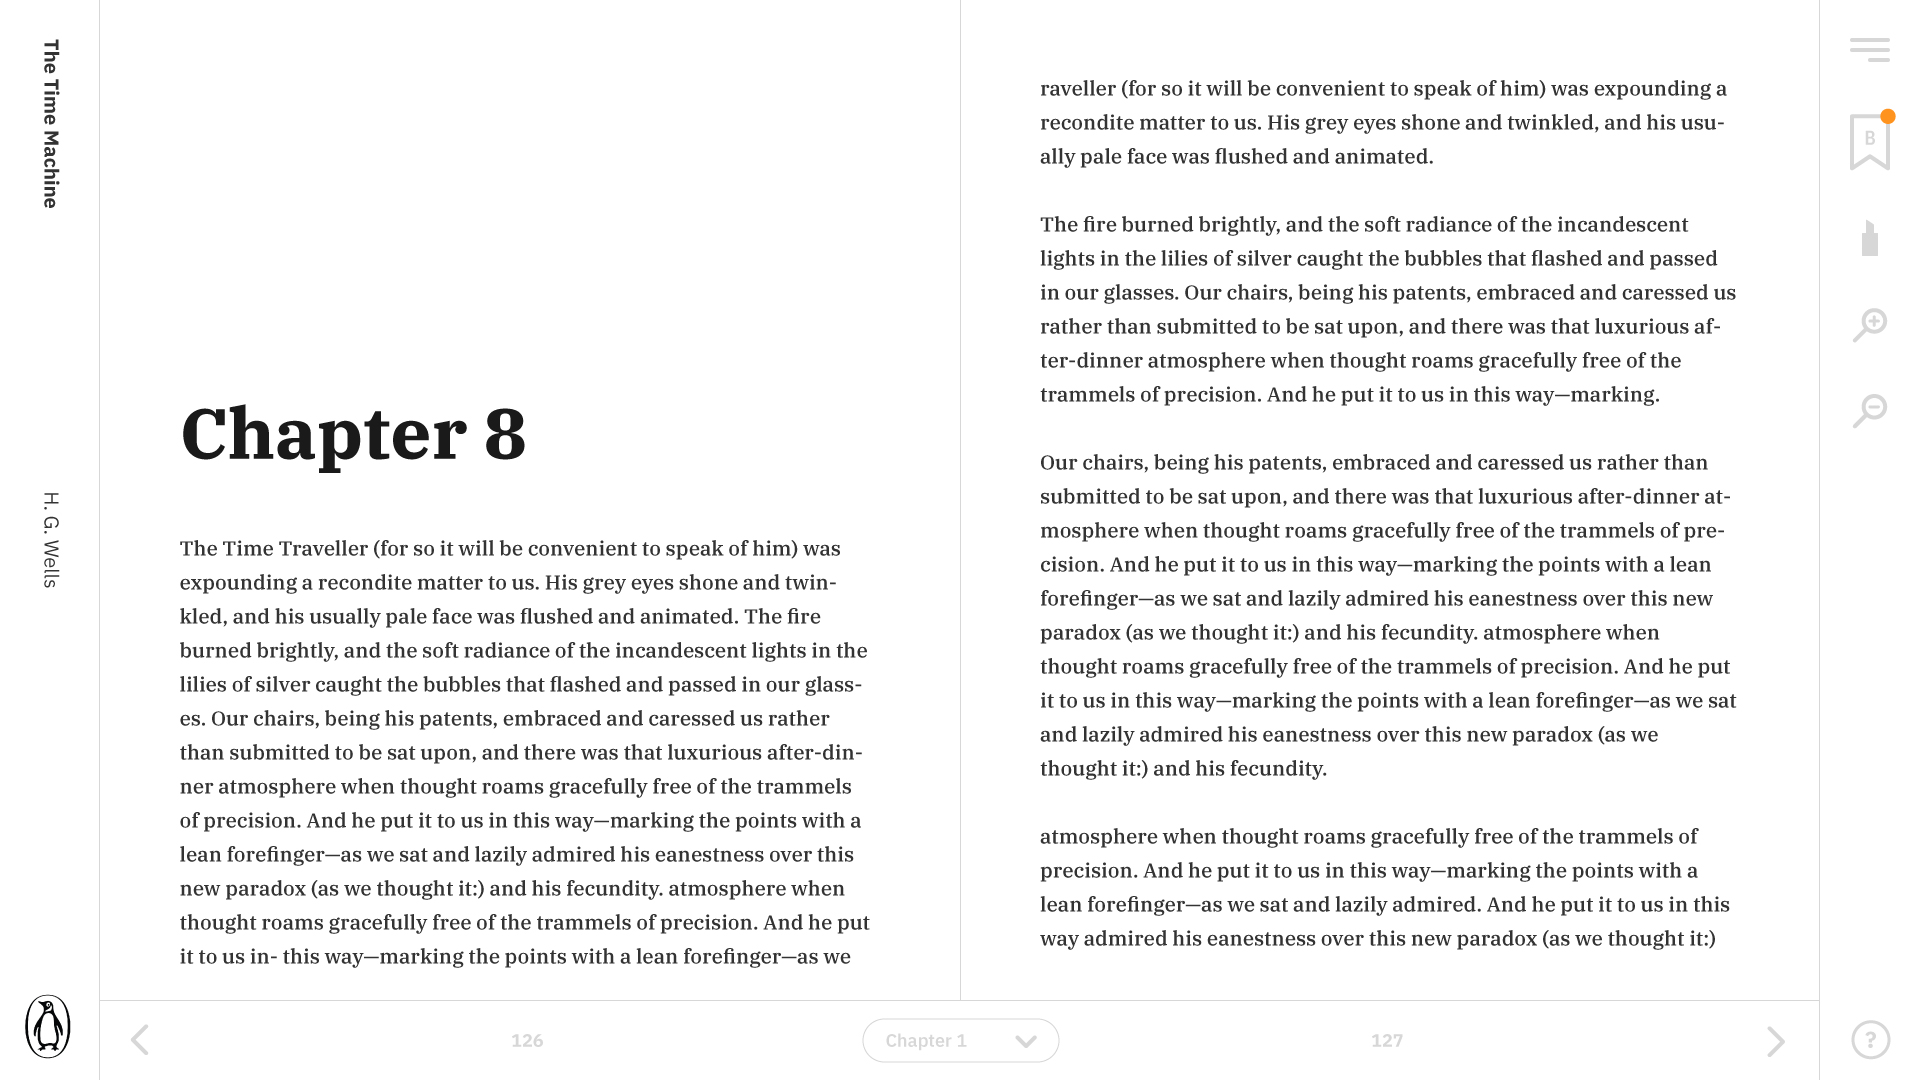 The Time Machine
H. G. Wells
Chapter 8
The Time Traveller (for so it will be convenient to speak of him) was
expounding a recondite matter to us. His grey eyes shone and twin-
kled, and his usually pale face was flushed and animated. The fire
burned brightly, and the soft radiance of the incandescent lights in the
lilies of silver caught the bubbles that flashed and passed in our glass-
es. Our chairs, being his patents, embraced and caressed us rather
than submitted to be sat upon, and there was that luxurious after-din-
ner atmosphere when thought roams gracefully free of the trammels
of precision. And he put it to us in this way—marking the points with a
lean forefinger—as we sat and lazily admired his eanestness over this
new paradox (as we thought it:) and his fecundity. atmosphere when
thought roams gracefully free of the trammels of precision. And he put
it to us in- this way—marking the points with a lean forefinger—as we
raveller (for so it will be convenient to speak of him) was expounding a
recondite matter to us. His grey eyes shone and twinkled, and his usu-
ally pale face was flushed and animated.
The fire burned brightly, and the soft radiance of the incandescent
lights in the lilies of silver caught the bubbles that flashed and passed
in our glasses. Our chairs, being his patents, embraced and caressed us
rather than submitted to be sat upon, and there was that luxurious af-
ter-dinner atmosphere when thought roams gracefully free of the
trammels of precision. And he put it to us in this way—marking.
Our chairs, being his patents, embraced and caressed us rather than
submitted to be sat upon, and there was that luxurious after-dinner at-
mosphere when thought roams gracefully free of the trammels of pre-
cision. And he put it to us in this way—marking the points with a lean
forefinger—as we sat and lazily admired his eanestness over this new
paradox (as we thought it:) and his fecundity. atmosphere when
thought roams gracefully free of the trammels of precision. And he put
it to us in this way—marking the points with a lean forefinger—as we sat
and lazily admired his eanestness over this new paradox (as we
thought it:) and his fecundity.
atmosphere when thought roams gracefully free of the trammels of
precision. And he put it to us in this way—marking the points with a
lean forefinger—as we sat and lazily admired. And he put it to us in this
way admired his eanestness over this new paradox (as we thought it:)
B
126
Chapter 1
127
?